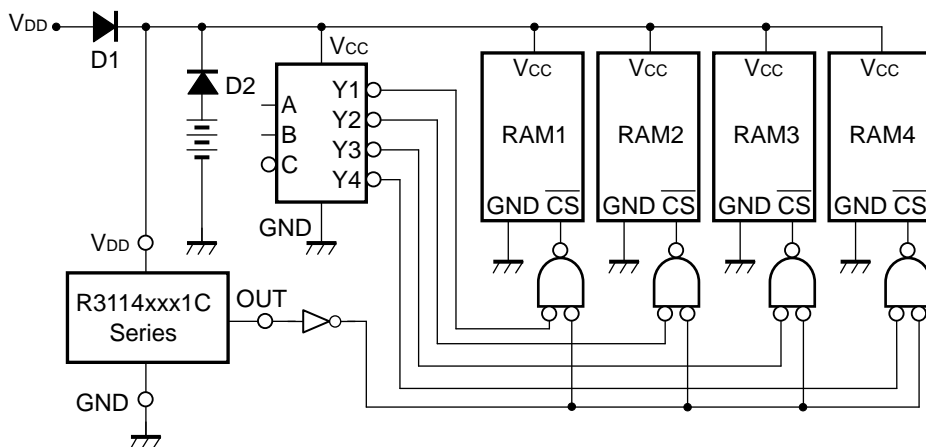 VDD
D1
D2
VCC
A
B
C
Y1
Y2
Y3
Y4
GND
VCC
RAM1
GND CS
VCC
RAM2
GND CS
VCC
RAM3
GND CS
VCC
RAM4
GND CS
VDD
R3114xxx1C
Series
OUT
GND